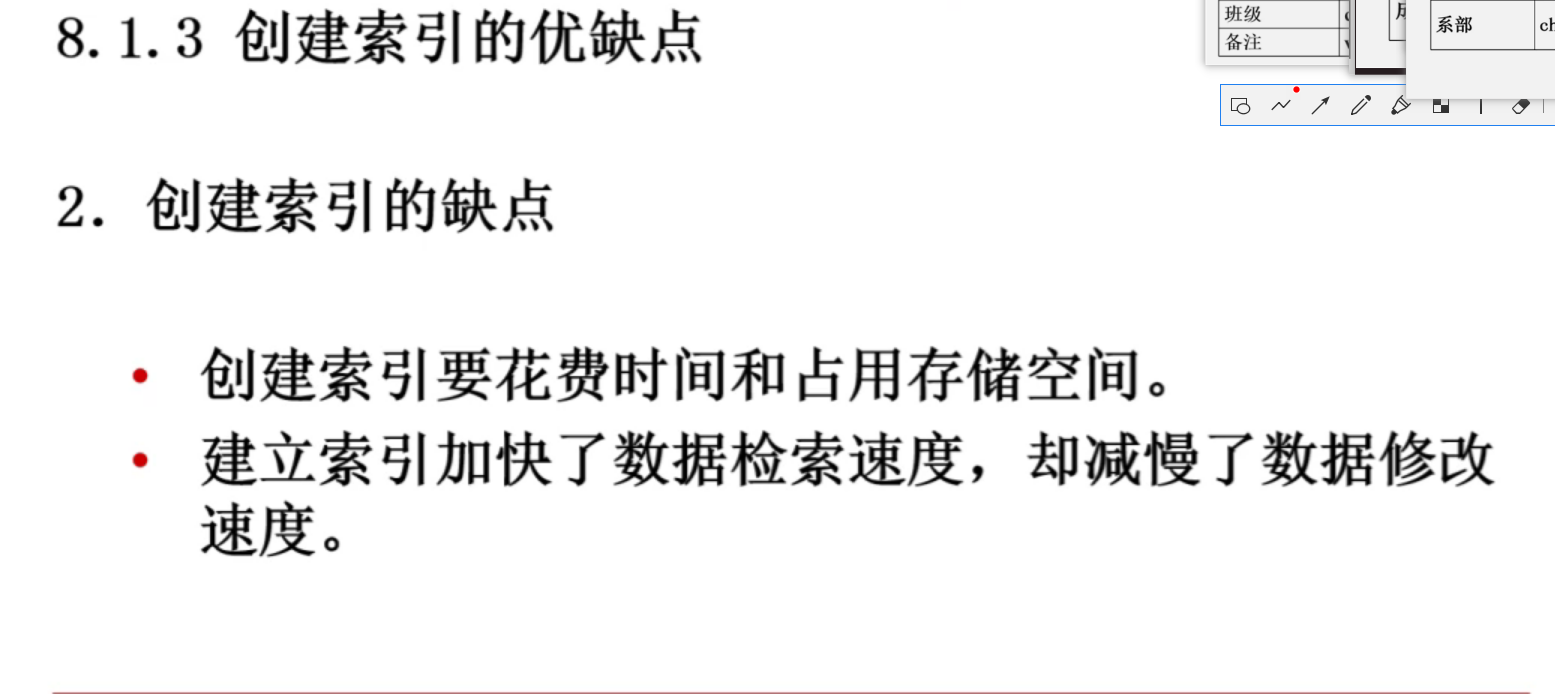 8.1.3 创建索引的优缺点
班级
备注
系部
ch
2. 创建索引的缺点
创建索引要花费时间和占用存储空间。
建立索引加快了数据检索速度，却减慢了数据修改
速度。